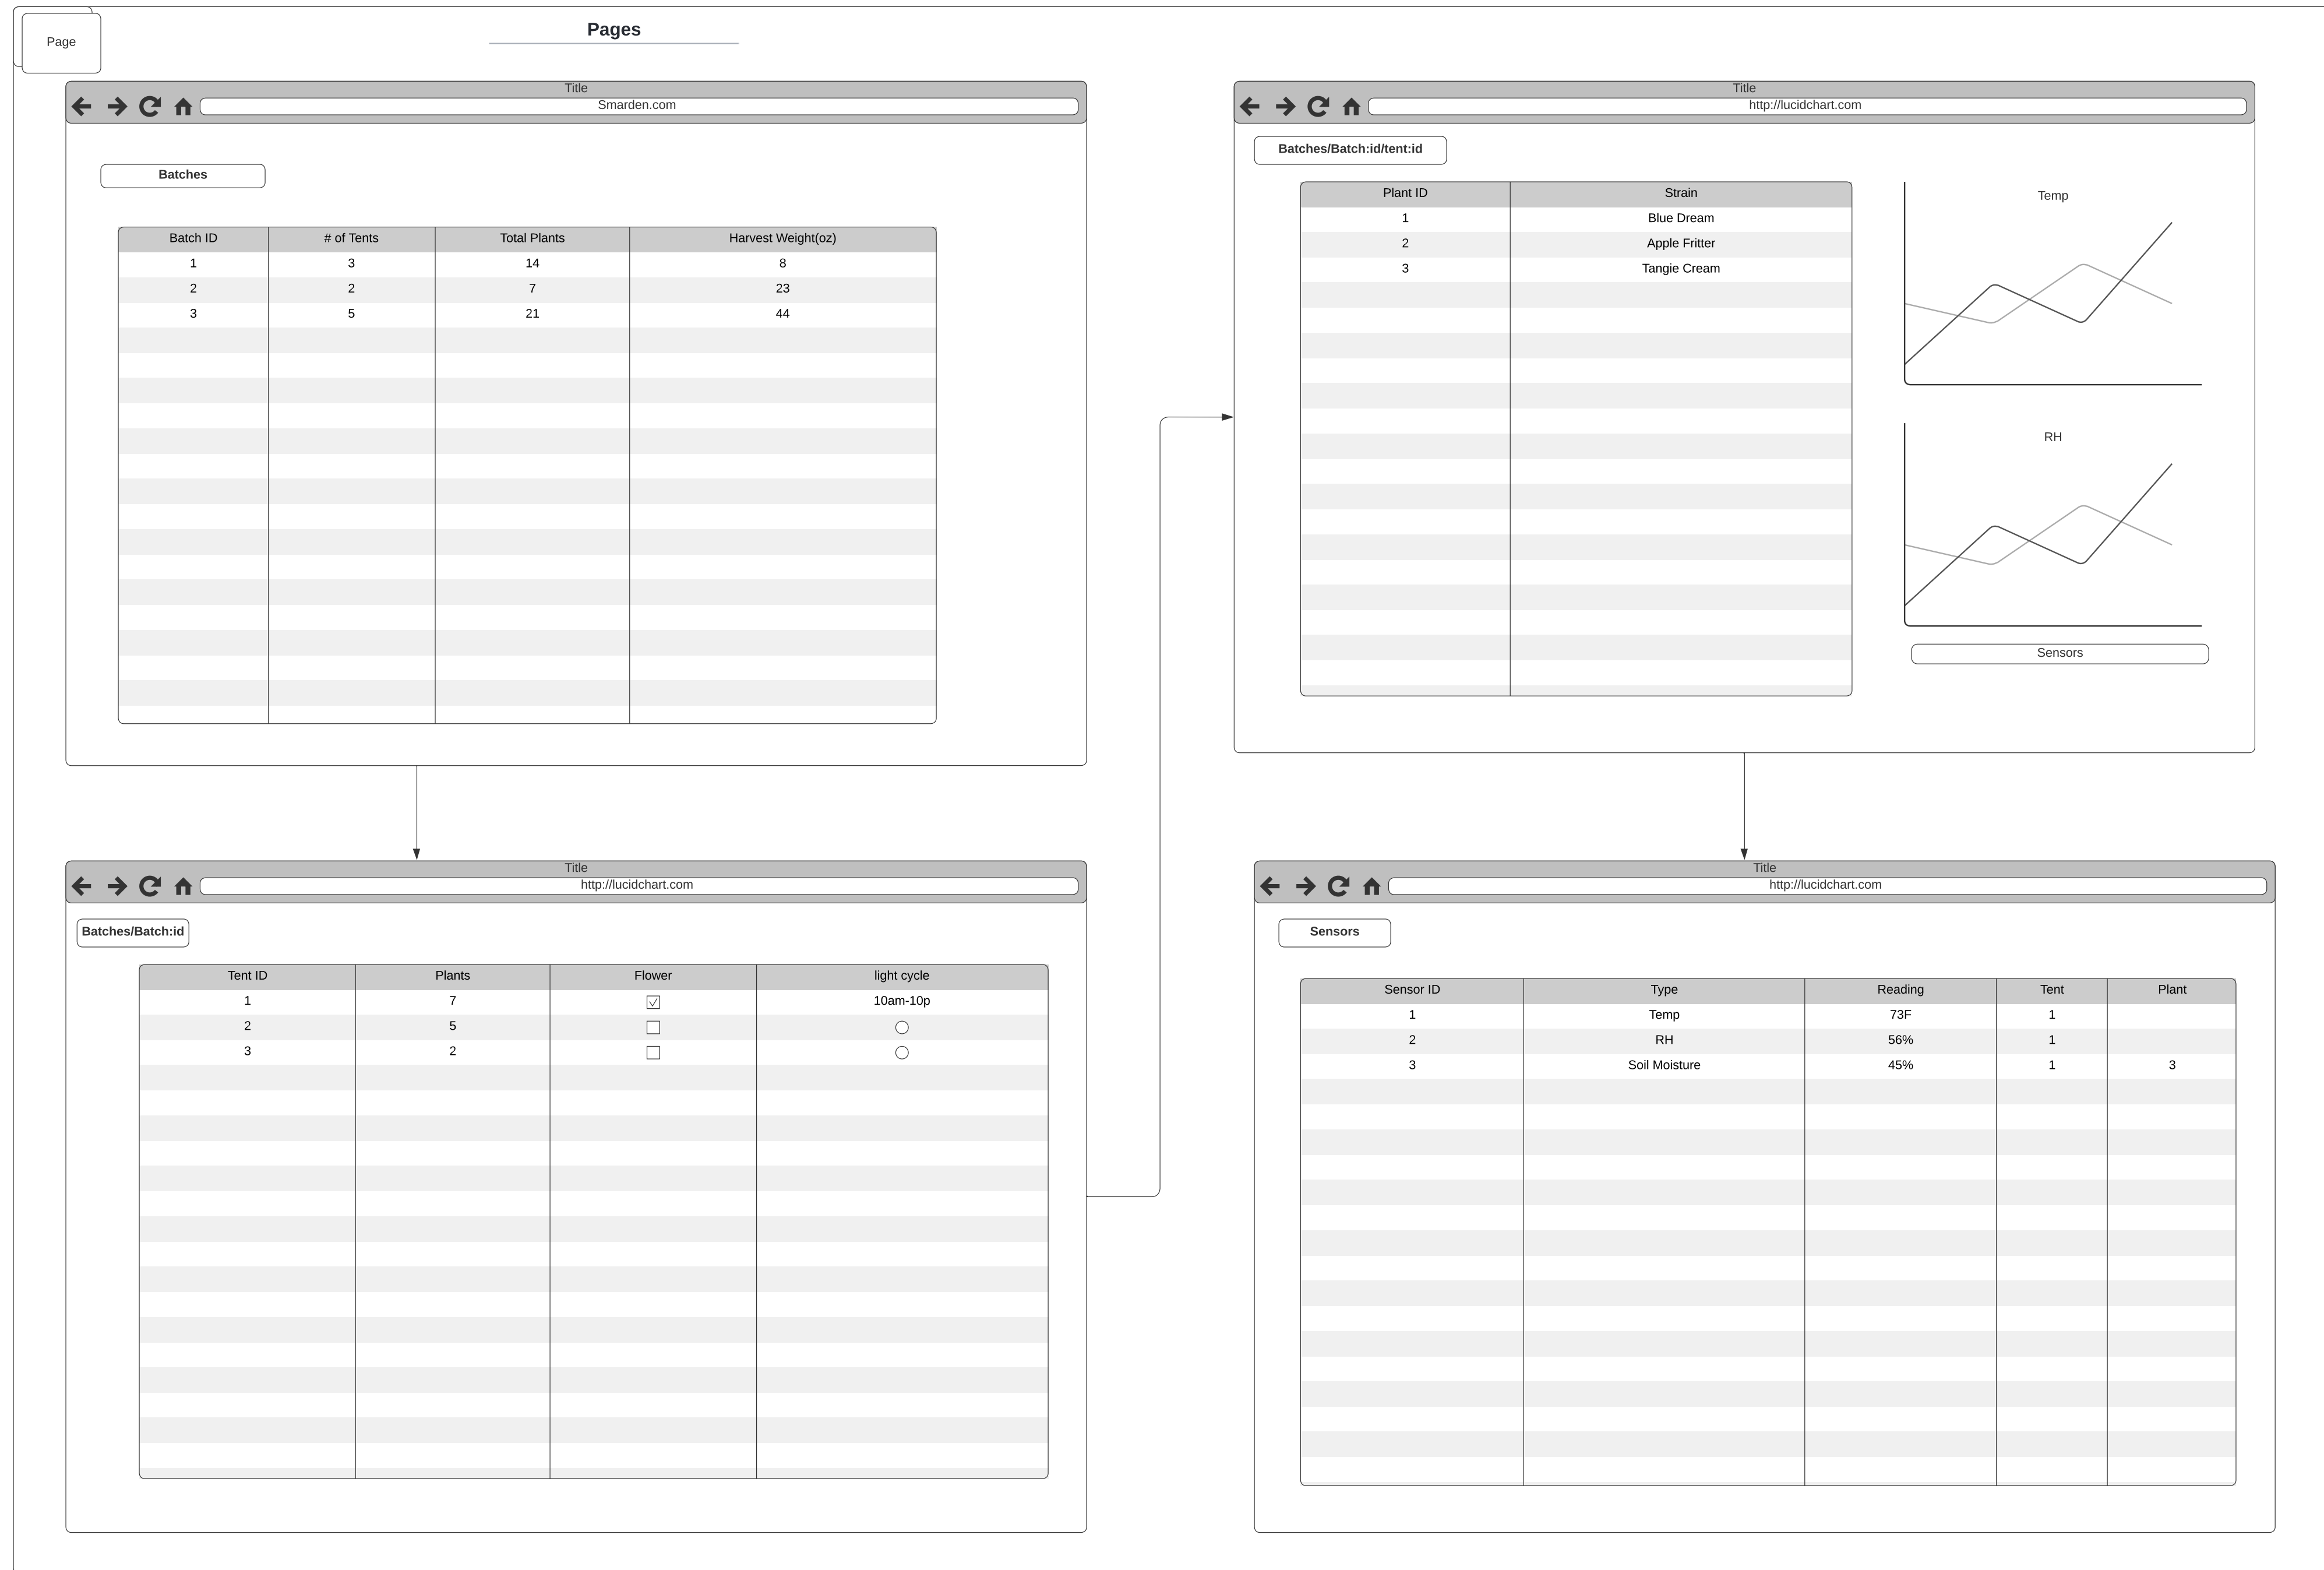 Page
Pages
Title
Smarden.com
Batches
Batch ID # of Tents Total Plants Harvest Weight(oz)
1 3 14 8
2 2 7 23
3 5 21 44
Title
http://lucidchart.com
Batches/Batch:id/tent:id
Plant ID Strain
1 Blue Dream
2 Apple Fritter
3 Tangie Cream
Temp
RH
Sensors
Title
http://lucidchart.com
Batches/Batch:id
Tent ID Plants Flower light cycle
1 7 10am-10p
2 5
3 2
Title
http://lucidchart.com
Sensors
Sensor ID Type Reading Tent Plant
1 Temp 73F 1
2 RH 56% 1
3 Soil Moisture 45% 1 3